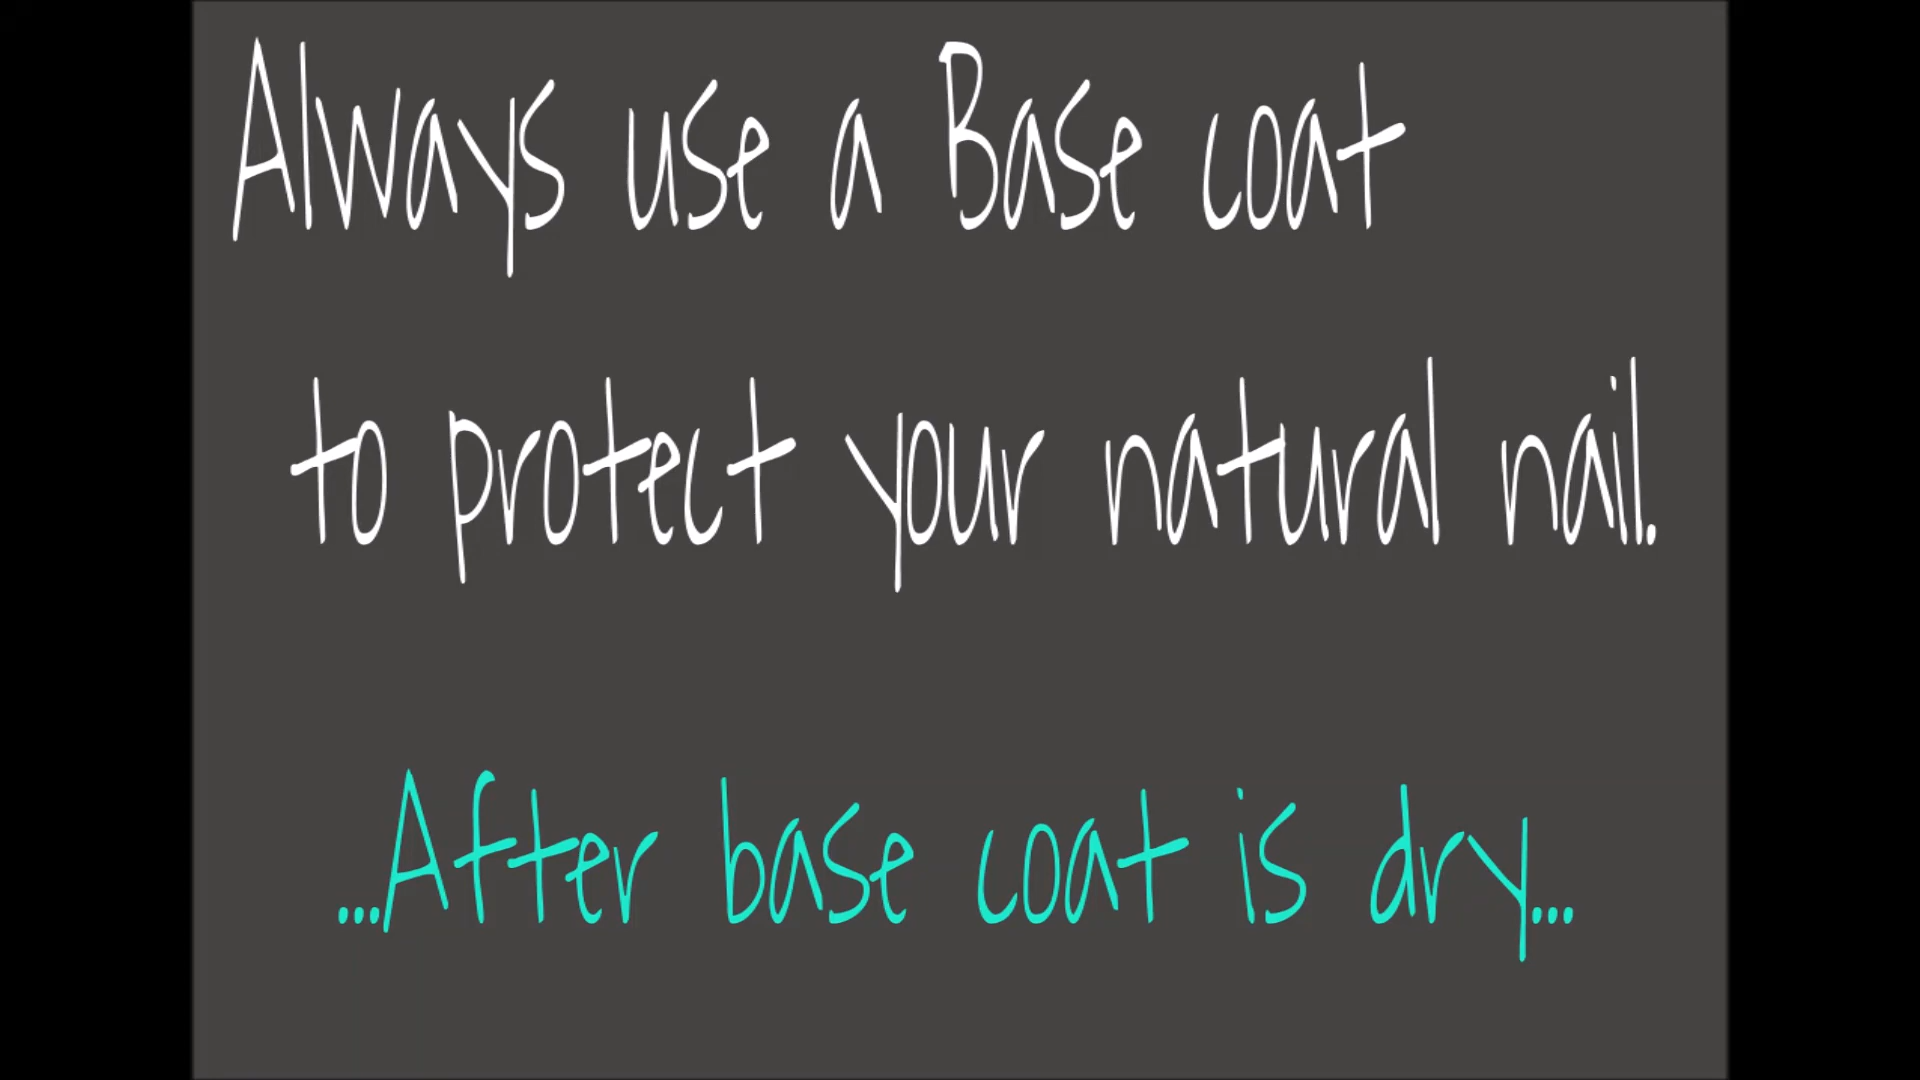 Always use a Base coat
to protect your natural nail.
...After base coat is dry...